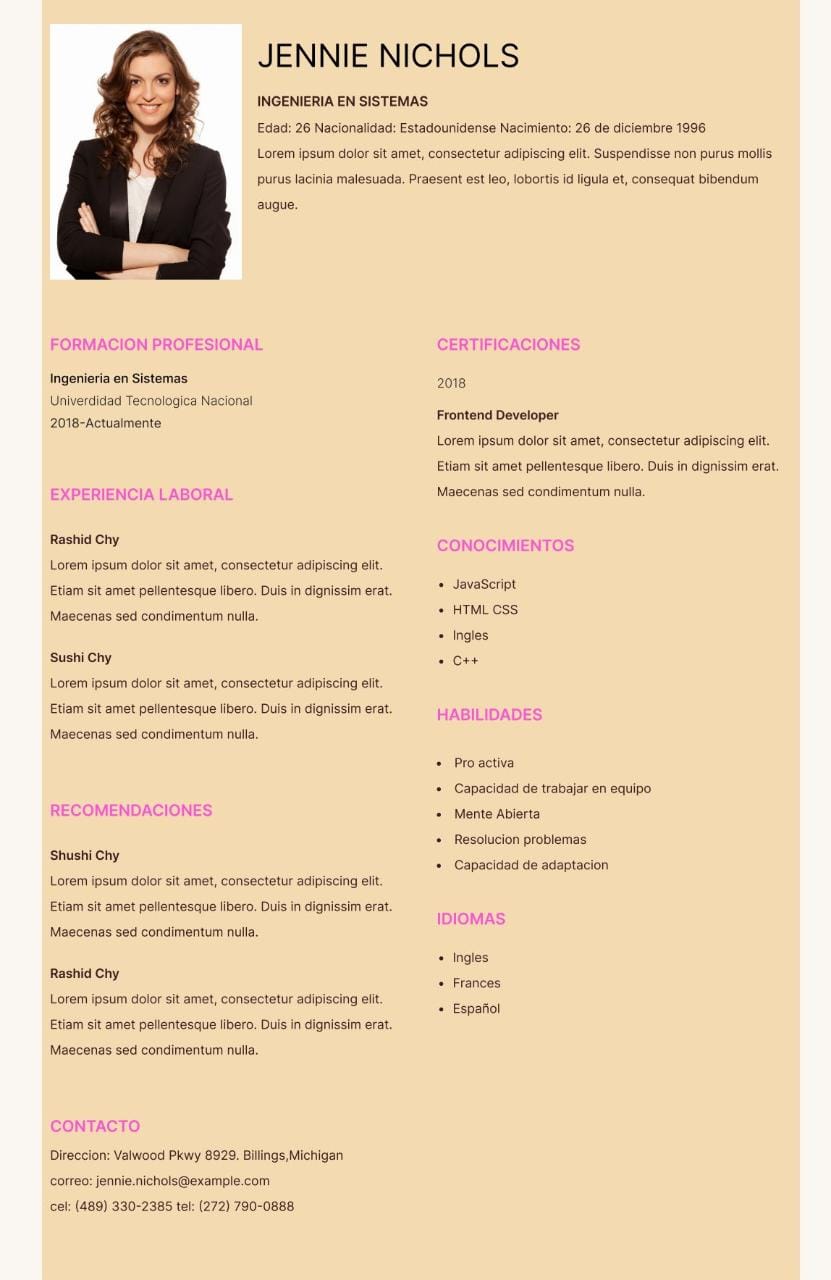 JENNIE NICHOLS
INGENIERIA EN SISTEMAS
Edad: 26 Nacionalidad: Estadounidense Nacimiento: 26 de diciembre 1996
Lorem ipsum dolor sit amet, consectetur adipiscing elit. Suspendisse non purus mollis
purus lacinia malesuada. Praesent est leo, lobortis id ligula et, consequat bibendum
augue.
FORMACION PROFESIONAL
Ingenieria en Sistemas
Univerdidad Tecnologica Nacional
2018-Actualmente
EXPERIENCIA LABORAL
Rashid Chy
Lorem ipsum dolor sit amet, consectetur adipiscing elit.
Etiam sit amet pellentesque libero. Duis in dignissim erat.
Maecenas sed condimentum nulla.
Sushi Chy
Lorem ipsum dolor sit amet, consectetur adipiscing elit.
Etiam sit amet pellentesque libero. Duis in dignissim erat.
Maecenas sed condimentum nulla.
RECOMENDACIONES
Shushi Chy
Lorem ipsum dolor sit amet, consectetur adipiscing elit.
Etiam sit amet pellentesque libero. Duis in dignissim erat.
Maecenas sed condimentum nulla.
Rashid Chy
Lorem ipsum dolor sit amet, consectetur adipiscing elit.
Etiam sit amet pellentesque libero. Duis in dignissim erat.
Maecenas sed condimentum nulla.
CONTACTO
Direccion: Valwood Pkwy 8929. Billings,Michigan
correo: jennie.nichols@example.com
cel: (489) 330-2385 tel: (272) 790-0888
CERTIFICACIONES
2018
Frontend Developer
Lorem ipsum dolor sit amet, consectetur adipiscing elit.
Etiam sit amet pellentesque libero. Duis in dignissim erat.
Maecenas sed condimentum nulla.
CONOCIMIENTOS
• JavaScript
• HTML CSS
• Ingles
• C++
HABILIDADES
• Pro activa
• Capacidad de trabajar en equipo
• Mente Abierta
• Resolucion problemas
• Capacidad de adaptacion
IDIOMAS
• Ingles
• Frances
• Español